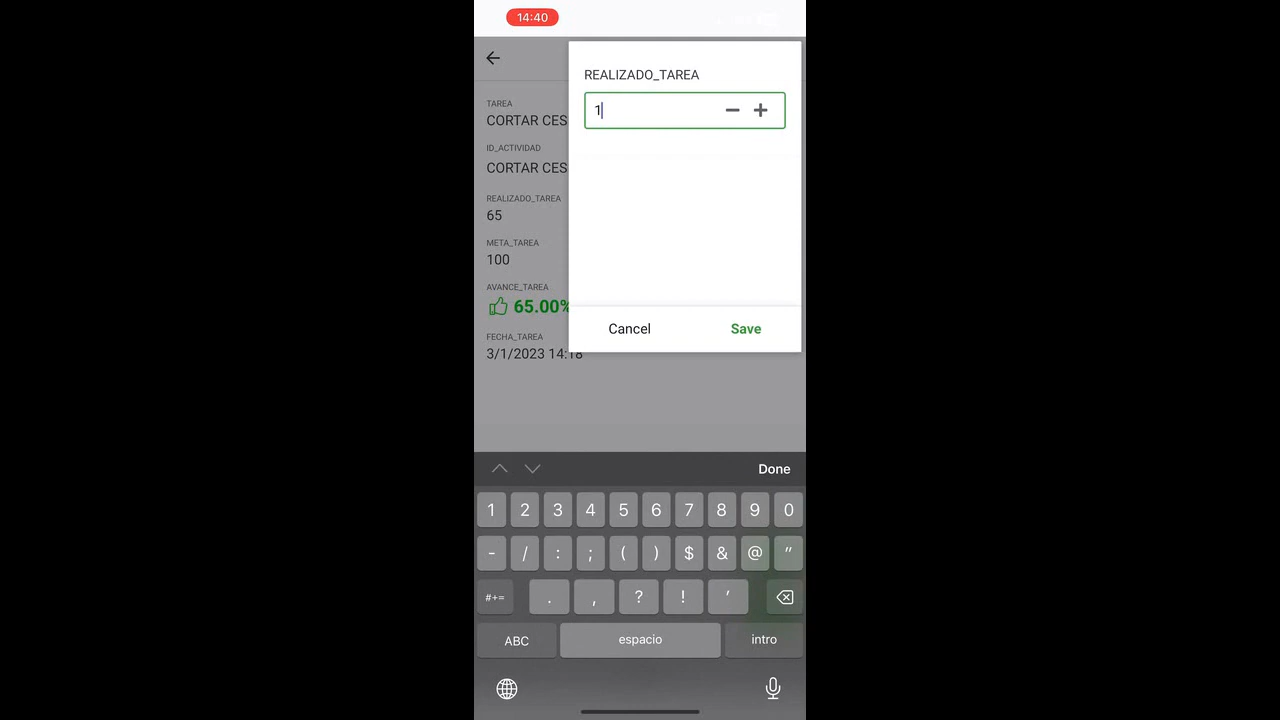 14:40
REALIZADO_TAREA
1
TAREA
CORTAR CES
ID_ACTIVIDAD
CORTAR CES
REALIZADO_TAREA
65
META_TAREA
100
AVANCE_TAREA
65.00%
FECHA_TAREA
3/1/2023 14:18
Cancel Save
Done
1 2 3 4 5 6 7 8 9 0
- / : ; ( ) $ & @ "
#+= . , ? ! '
ABC espacio intro